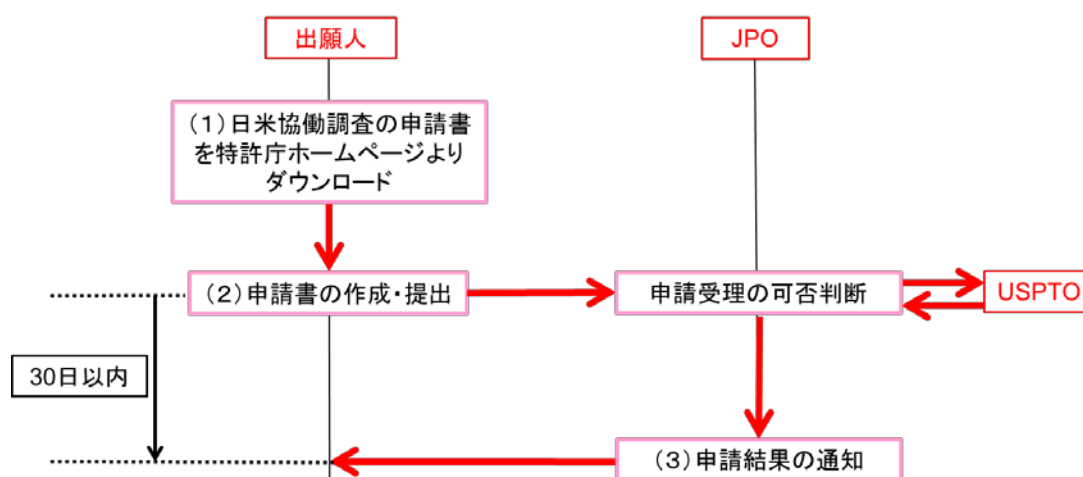 出願人
JPO
(1)日米協働調査の申請書
を特許庁ホームページより
ダウンロード
(2)申請書の作成・提出
申請受理の可否判断
USPTO
30日以内
(3)申請結果の通知